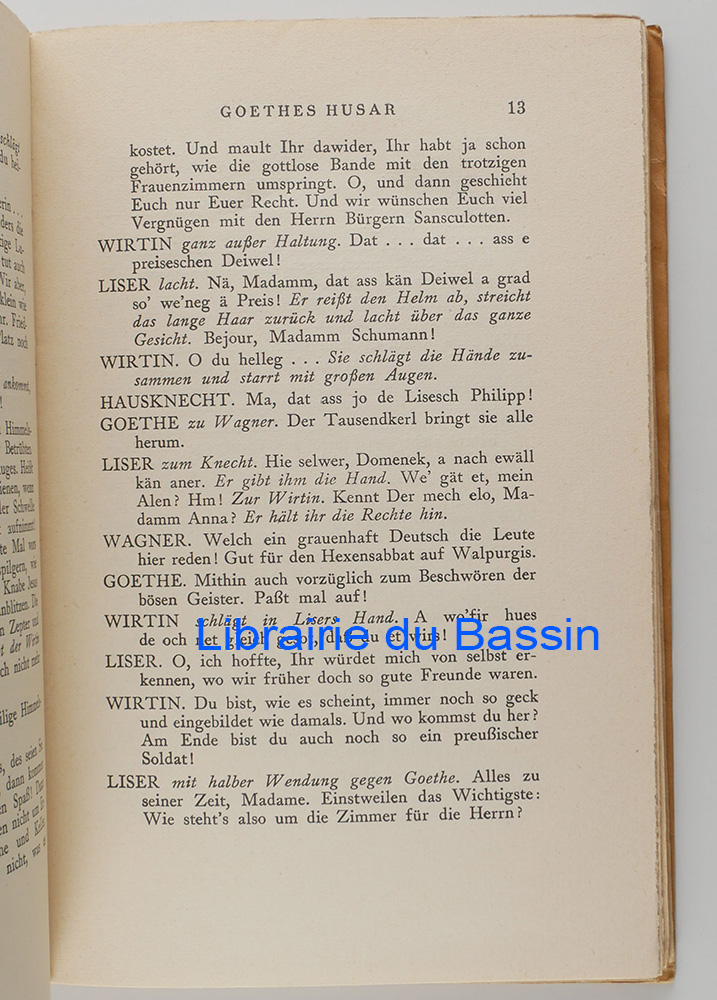 GOETHES HUSAR 13
kostet. Und mault Ihr dawider, Ihr habt ja schon
gehört, wie die gottlose Bande mit den trotzigen
Frauenzimmern umspringt. O, und dann geschieht
Euch nur Euer Recht. Und wir wünschen Euch viel
Vergnügen mit den Herrn Bürgern Sansculotten.
WIRTIN ganz außer Haltung. Dat . . . dat . . . ass e
preiseschen Deiwel!
LISER lacht. Nä, Madamm, dat ass kän Deiwel a grad
so' we'neg ä Preis! Er reißt den Helm ab, streicht
das lange Haar zurück und lacht über das ganze
Gesicht. Bejour, Madamm Schumann!
WIRTIN. O du helleg . . . Sie schlägt die Hände zu-
sammen und starrt mit großen Augen.
HAUSKNECHT. Ma, dat ass jo de Lisesch Philipp!
GOETHE zu Wagner. Der Tausendkerl bringt sie alle
herum.
LISER zum Knecht. Hie selwer, Domenek, a nach ewäll
kän aner. Er gibt ihm die Hand. We' gät et, mein
Alen? Hm! Zur Wirtin. Kennt Der mech elo, Ma-
damm Anna? Er hält ihr die Rechte hin.
WAGNER. Welch ein grauenhaft Deutsch die Leute
hier reden! Gut für den Hexensabbat auf Walpurgis.
GOETHE. Mithin auch vorzüglich zum Beschwören der
bösen Geister. Paßt mal auf!
WIRTIN schlägt in Lisers Hand. A wo'fir hues
de och net gleich gesot, daß du et wirs!
LISER. O, ich hoffte, Ihr würdet mich von selbst er-
kennen, wo wir früher doch so gute Freunde waren.
WIRTIN. Du bist, wie es scheint, immer noch so geck
und eingebildet wie damals. Und wo kommst du her?
Am Ende bist du auch noch so ein preußischer
Soldat!
LISER mit halber Wendung gegen Goethe. Alles zu
seiner Zeit, Madame. Einstweilen das Wichtigste:
Wie steht's also um die Zimmer für die Herrn?
Librairie du Bassin